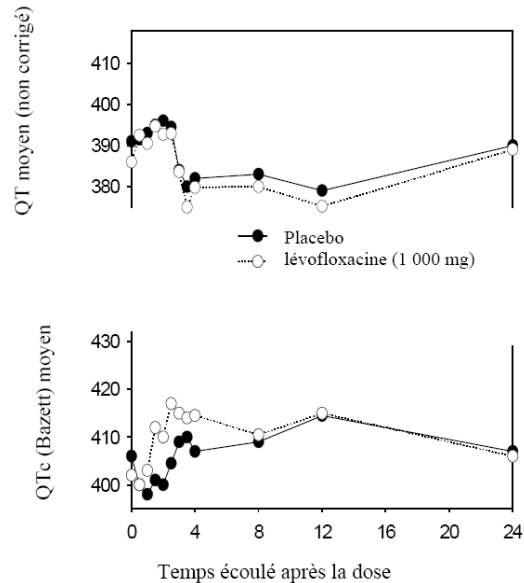 QT moyen (non corrigé)
410
400
390
380
Placebo
lévofloxacine (1 000 mg)
QTc (Bazett) moyen
430
420
410
400
0 4 8 12 16 20 24
Temps écoulé après la dose